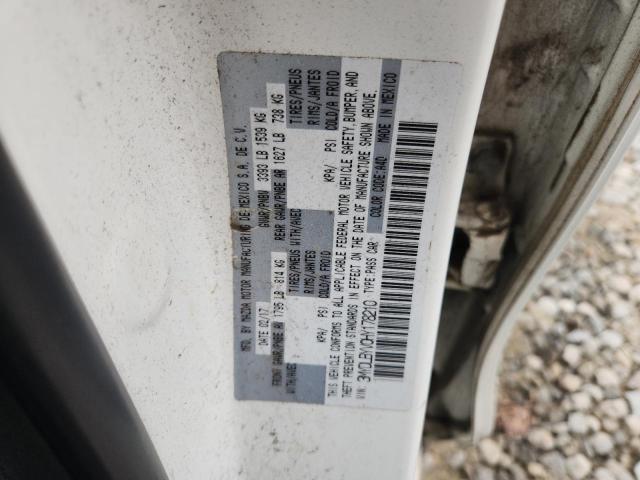 MFD. BY MAZDA MOTOR MANUFACTURING DE MEXICO S.A. DE C.V.
DATE 02/17 GVWR/PNBV 3393 LB 1539 KG
FRONT GAWR/PNBE AV 1795 LB 814 KG REAR GAWR/PNBE AR 1627 LB 738 KG
WITH/AVEC TIRES/PNEUS WITH/AVEC TIRES/PNEUS
RIMS/JANTES RIMS/JANTES
KPA/ PSI COLD/A FROID KPA/ PSI COLD/A FROID
THIS VEHICLE CONFORMS TO ALL APPLICABLE FEDERAL MOTOR VEHICLE SAFETY, BUMPER, AND
THEFT PREVENTION STANDARDS IN EFFECT ON THE DATE OF MANUFACTURE SHOWN ABOVE.
TYPE:PASS CAR COLOR CODE: A4D MADE IN MEXICO
VIN: